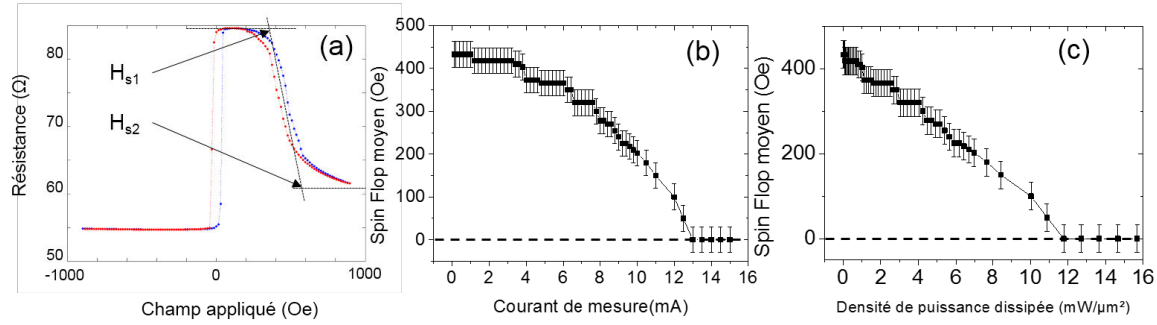 (a)
Résistance (Ω)
80
70
60
50
H_s1
H_s2
-1000
0
1000
Champ appliqué (Oe)
(b)
Spin Flop moyen (Oe)
500
400
300
200
100
0
0 2 4 6 8 10 12 14 16
Courant de mesure(mA)
(c)
Spin Flop moyen (Oe)
400
200
0
0 2 4 6 8 10 12 14 16
Densité de puissance dissipée (mW/µm²)